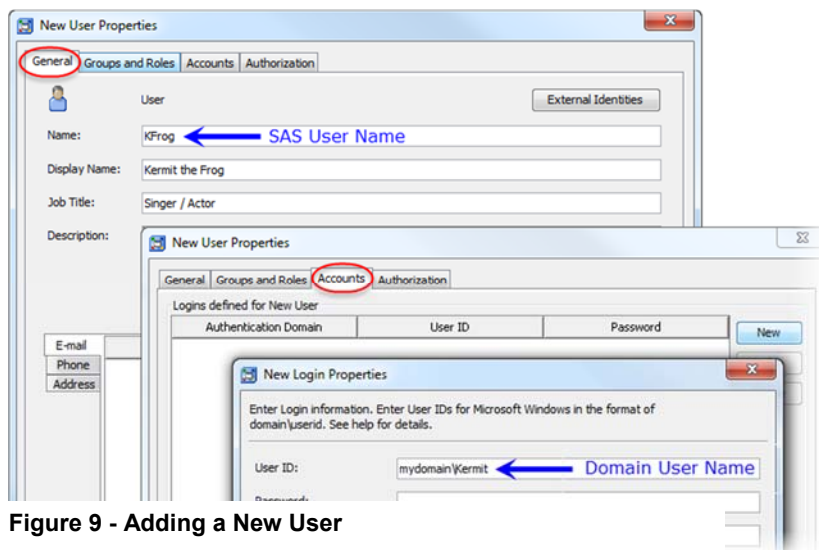 New User Properties
General Groups and Roles Accounts Authorization
User
External Identities
Name: KFrog SAS User Name
Display Name: Kermit the Frog
Job Title: Singer / Actor
Description:
E-mail
Phone
Address
New User Properties
General Groups and Roles Accounts Authorization
Logins defined for New User
Authentication Domain User ID Password
New
New Login Properties
Enter Login information. Enter User IDs for Microsoft Windows in the format of
domain\userid. See help for details.
User ID: mydomain\Kermit Domain User Name
Password:
Figure 9 - Adding a New User